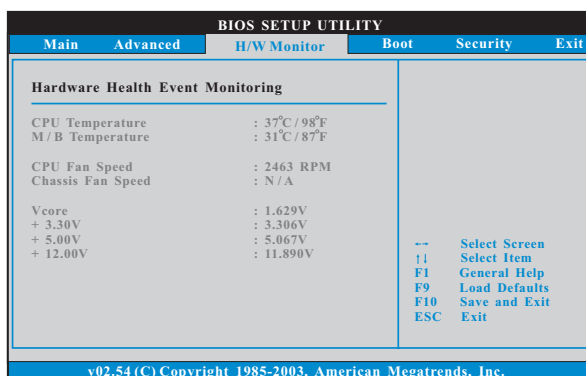 BIOS SETUP UTILITY
Main Advanced H/W Monitor Boot Security Exit
Hardware Health Event Monitoring
CPU Temperature : 37°C / 98°F
M / B Temperature : 31°C / 87°F
CPU Fan Speed : 2463 RPM
Chassis Fan Speed : N / A
Vcore : 1.629V
+ 3.30V : 3.306V
+ 5.00V : 5.067V
+ 12.00V : 11.890V
←→ Select Screen
↑↓ Select Item
F1 General Help
F9 Load Defaults
F10 Save and Exit
ESC Exit
v02.54 (C) Copyright 1985-2003, American Megatrends, Inc.